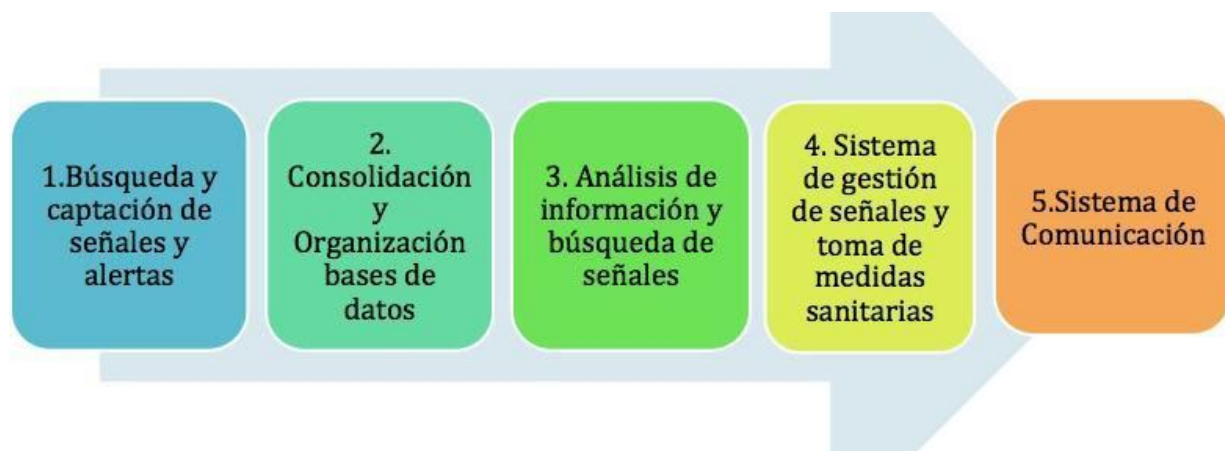 1.Búsqueda y
captación de
señales y
alertas
2.
Consolidación
y
Organización
bases de
datos
3. Análisis de
información y
búsqueda de
señales
4. Sistema
de gestión
de señales y
toma de
medidas
sanitarias
5.Sistema de
Comunicación